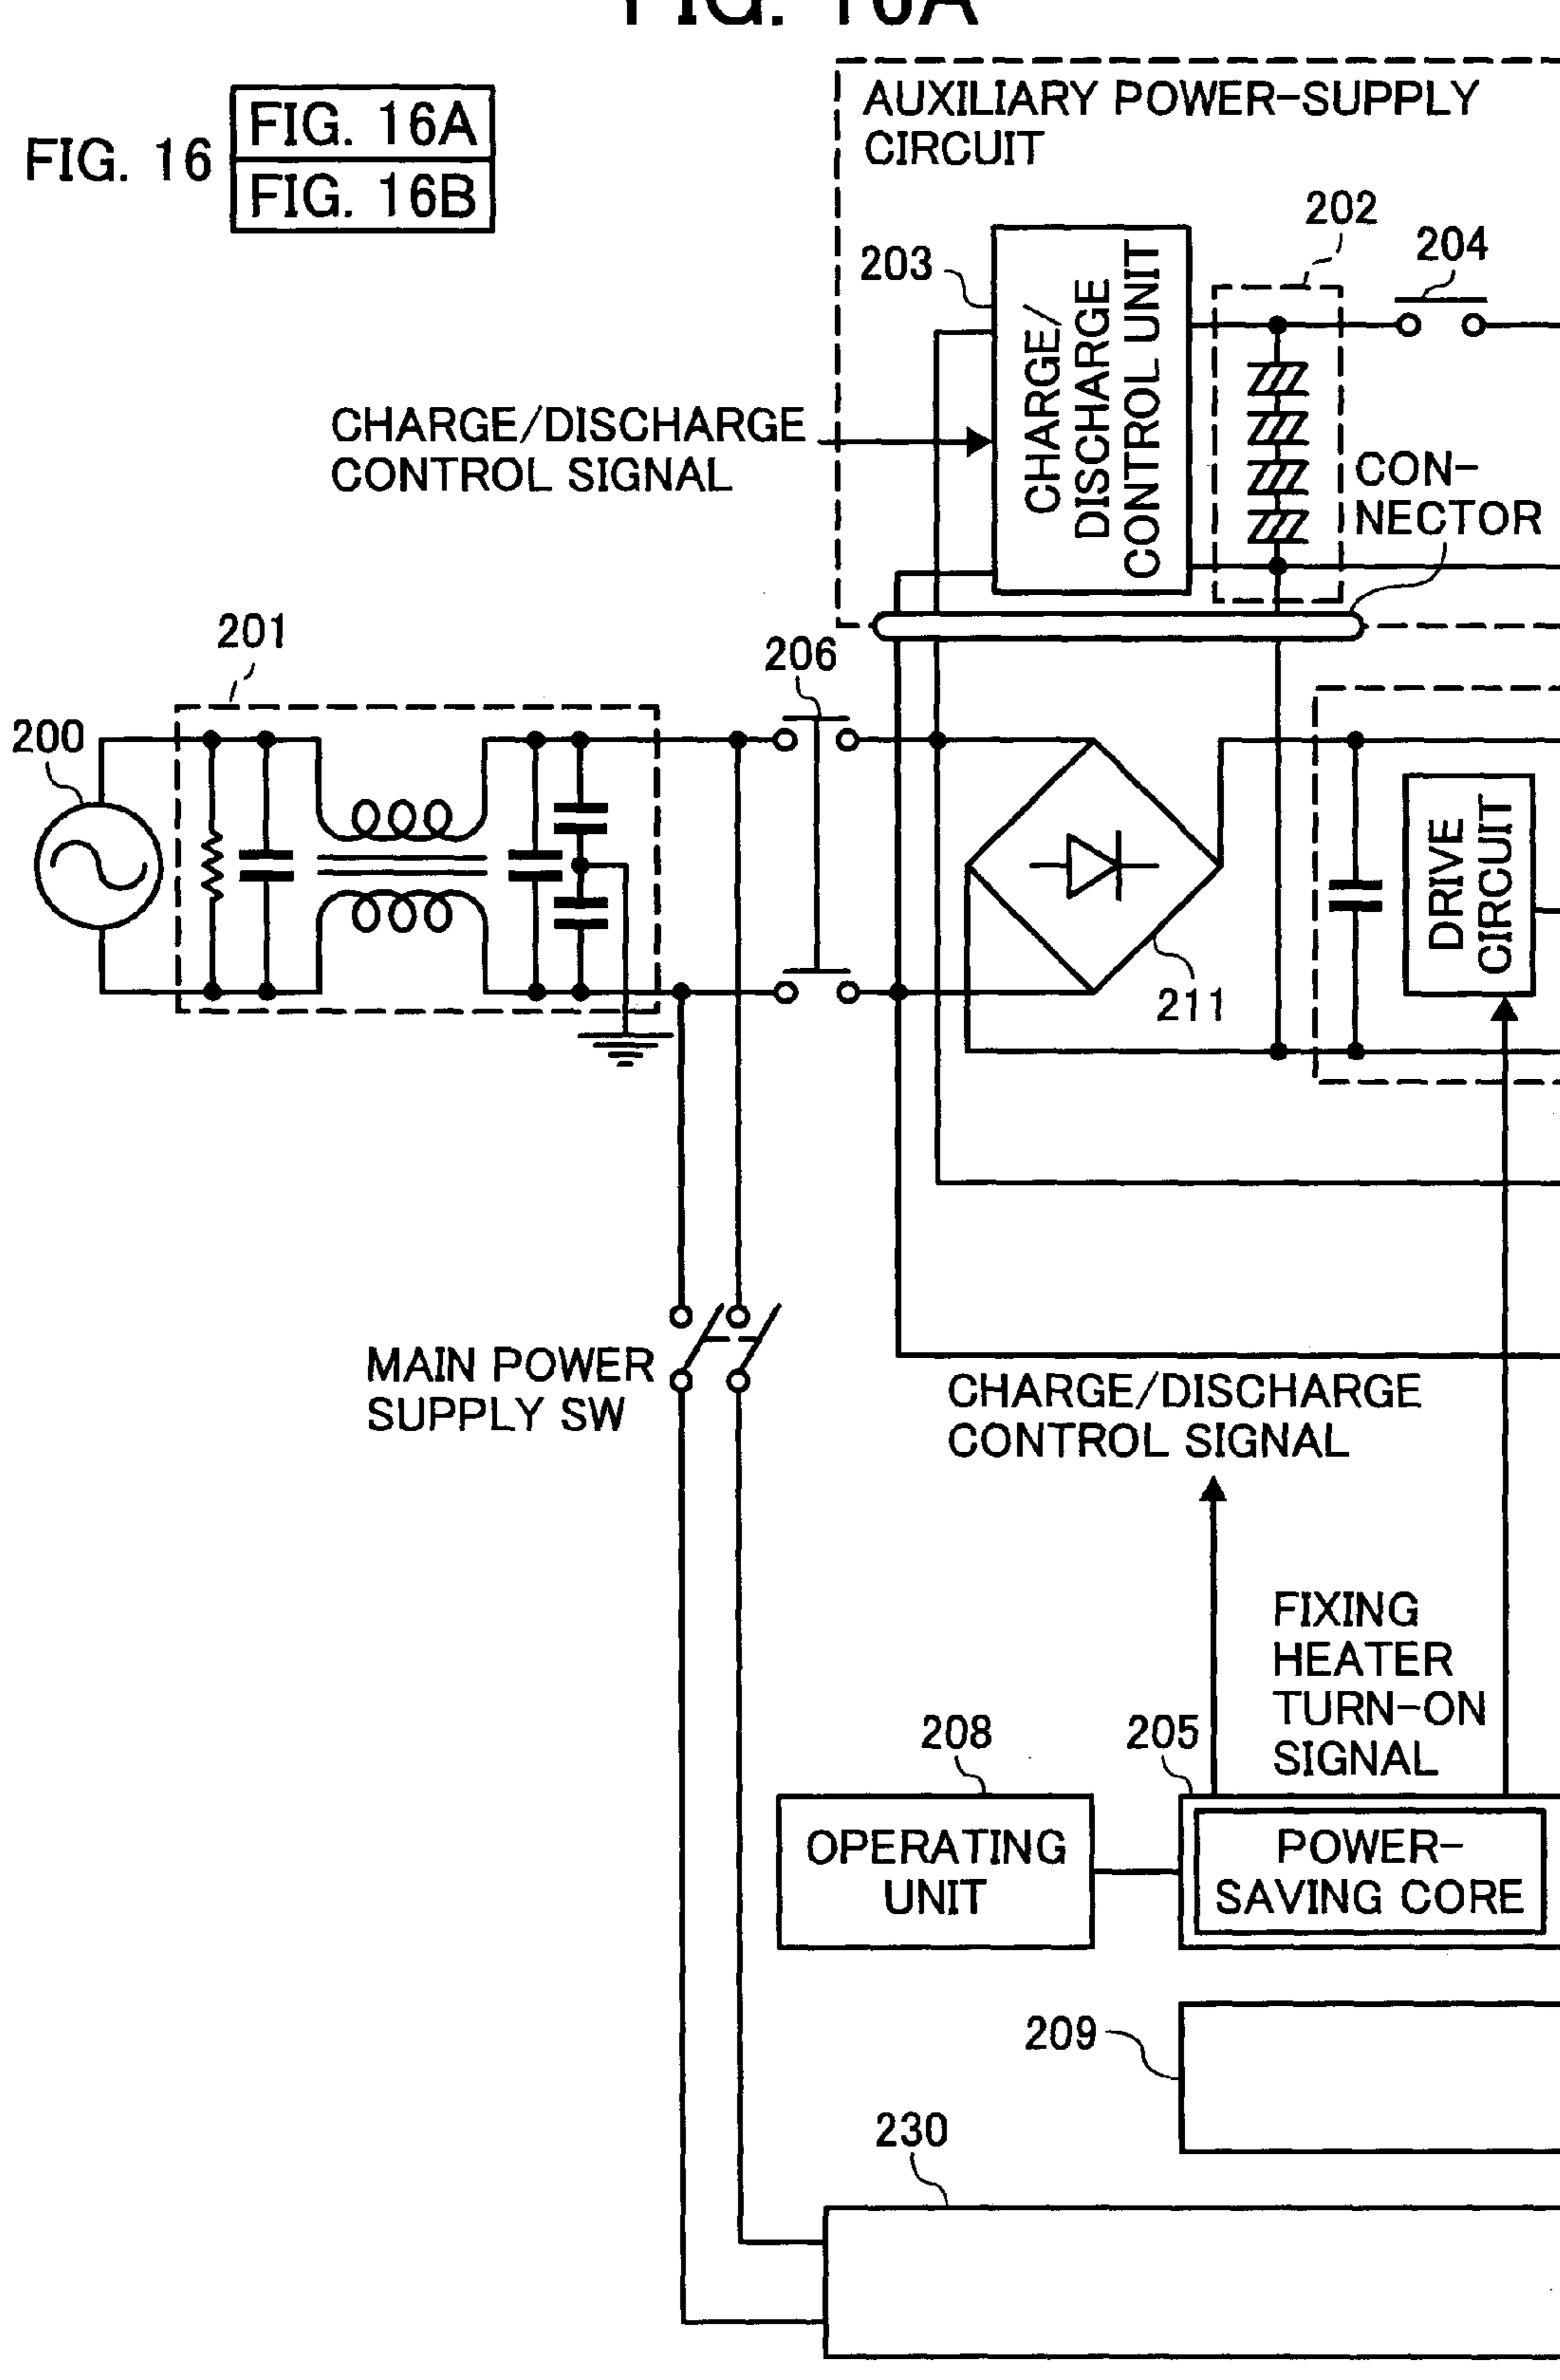 FIG. 16A
FIG. 16
FIG. 16A
FIG. 16B
AUXILIARY POWER-SUPPLY
CIRCUIT
202
204
203
CHARGE/
DISCHARGE
CONTROL UNIT
CHARGE/DISCHARGE
CONTROL SIGNAL
CON-
NECTOR
201
206
200
DRIVE
CIRCUIT
211
MAIN POWER
SUPPLY SW
CHARGE/DISCHARGE
CONTROL SIGNAL
FIXING
HEATER
TURN-ON
SIGNAL
208
205
OPERATING
UNIT
POWER-
SAVING CORE
209
230